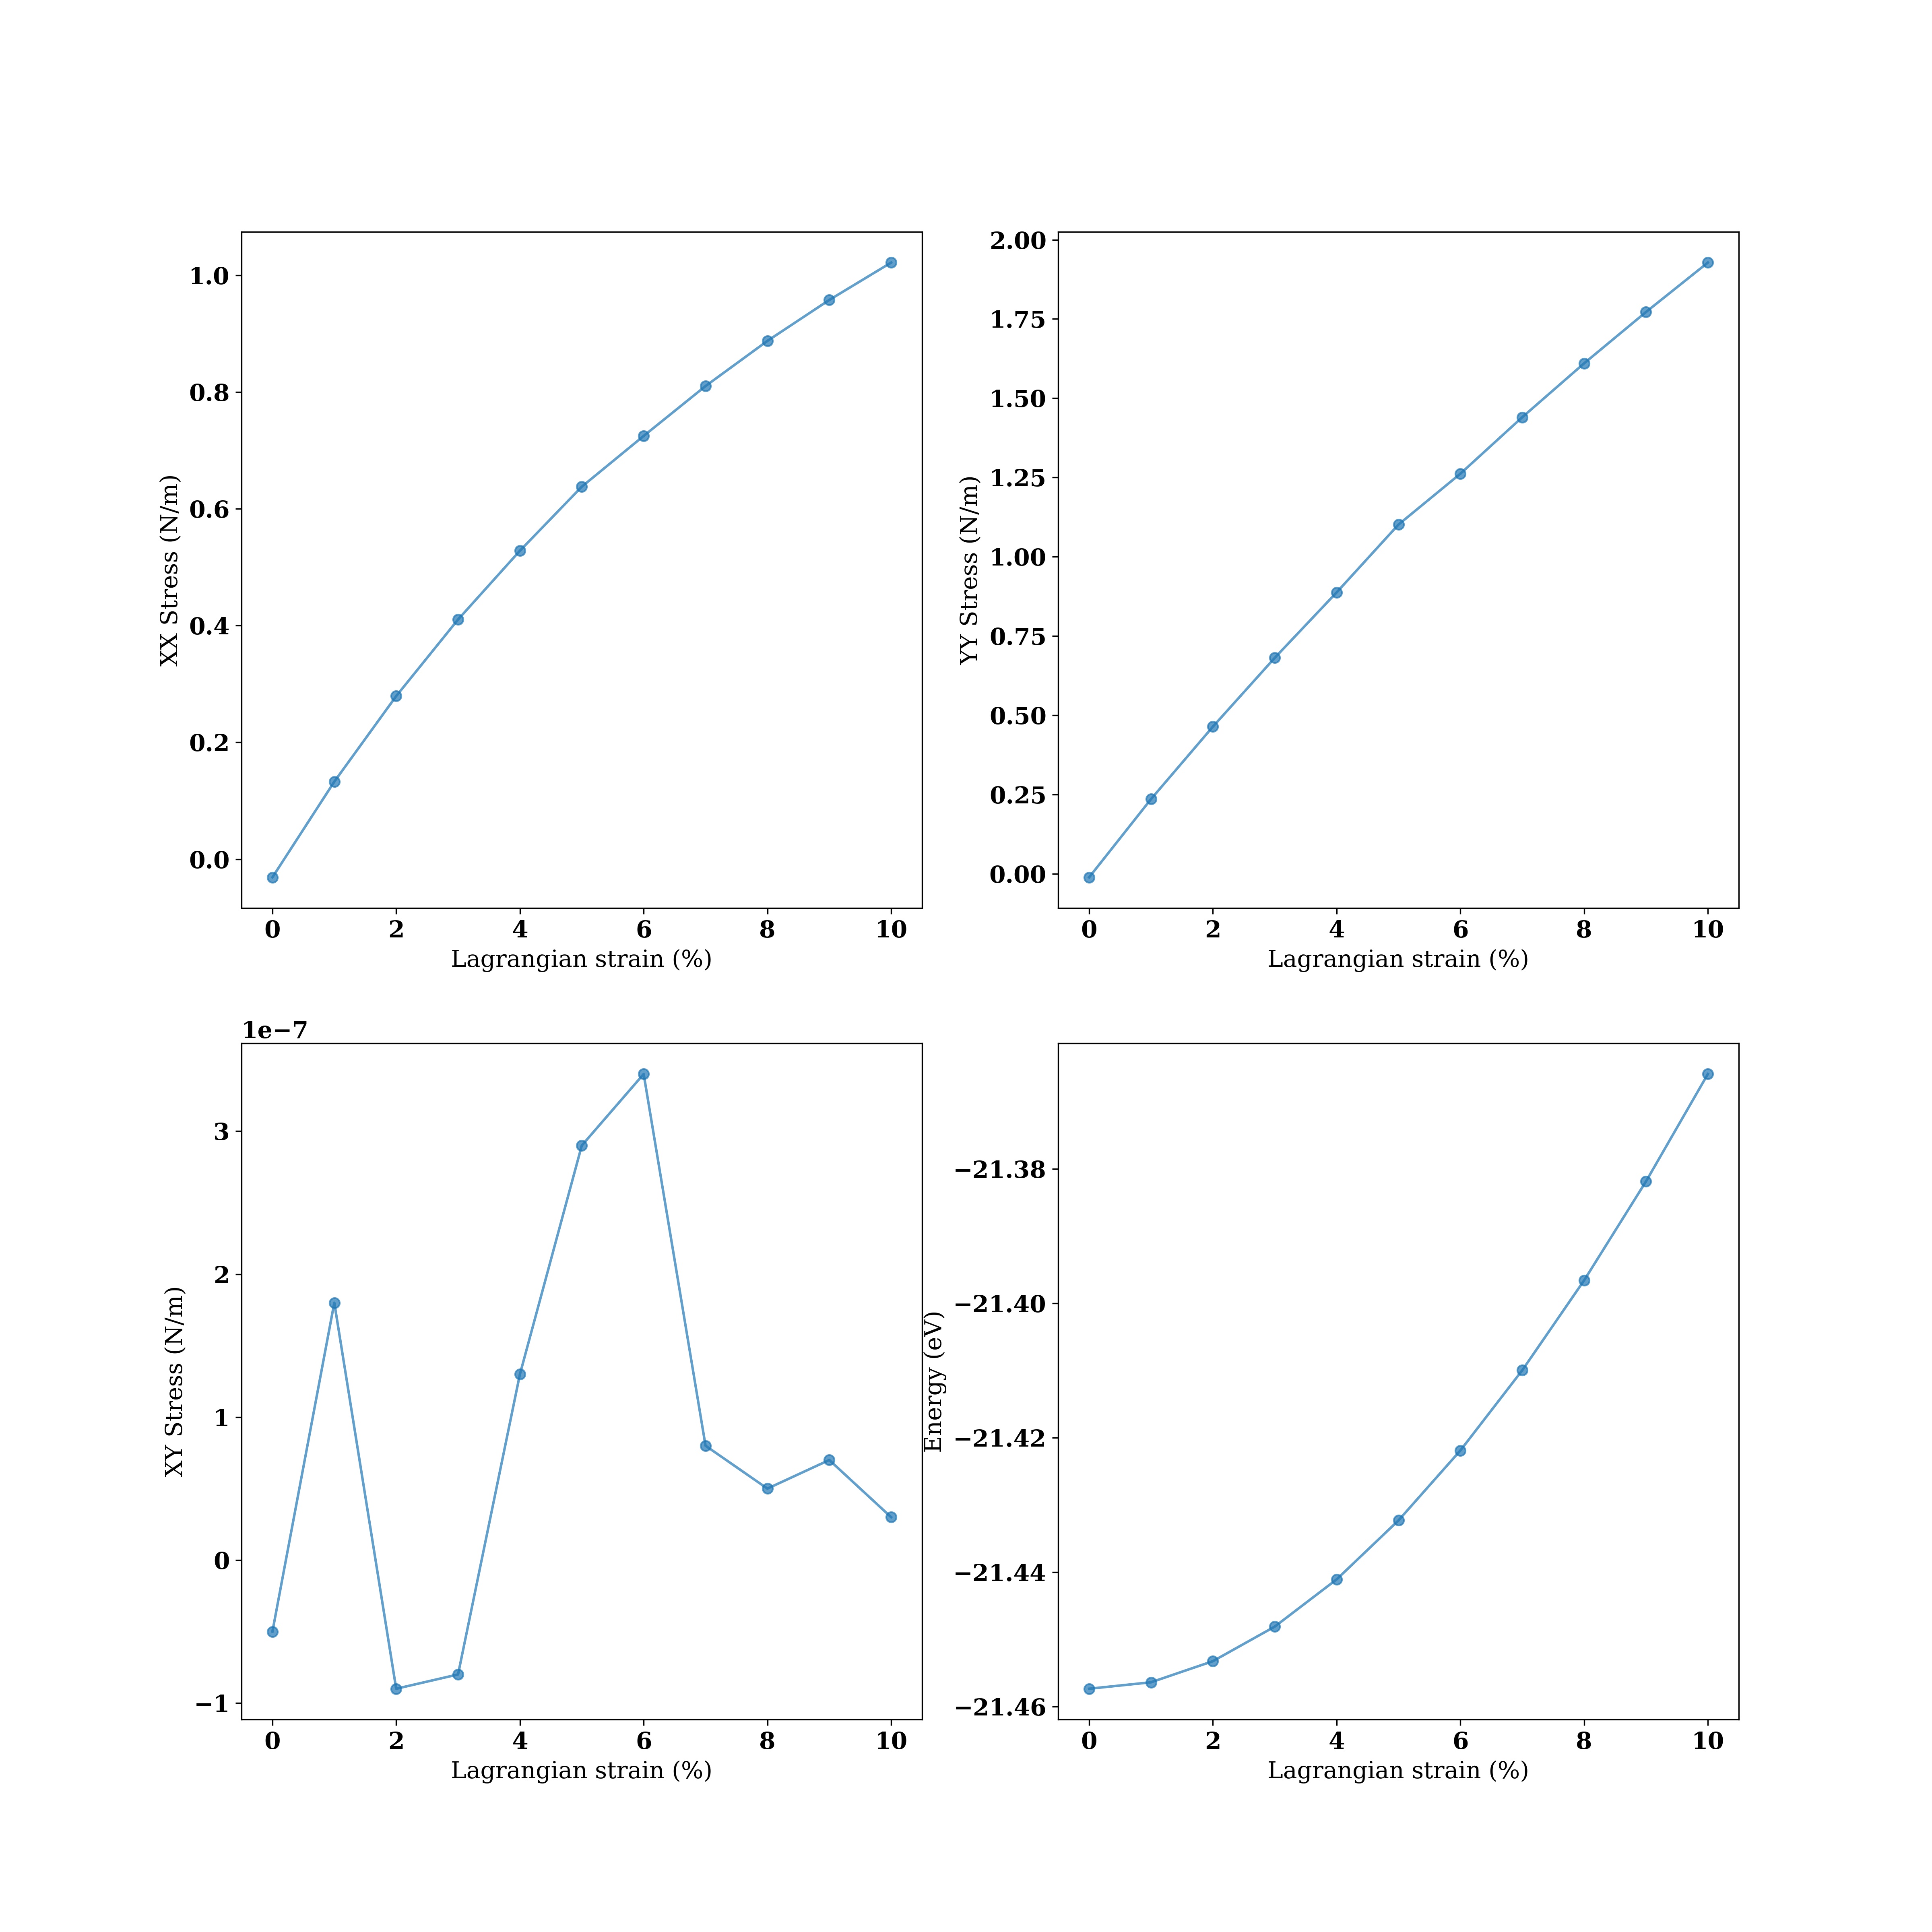 XX Stress (N/m)
1.0
0.8
0.6
0.4
0.2
0.0
0 2 4 6 8 10
Lagrangian strain (%)
YY Stress (N/m)
2.00
1.75
1.50
1.25
1.00
0.75
0.50
0.25
0.00
0 2 4 6 8 10
Lagrangian strain (%)
1e−7
XY Stress (N/m)
3
2
1
0
−1
0 2 4 6 8 10
Lagrangian strain (%)
Energy (eV)
−21.38
−21.40
−21.42
−21.44
−21.46
0 2 4 6 8 10
Lagrangian strain (%)